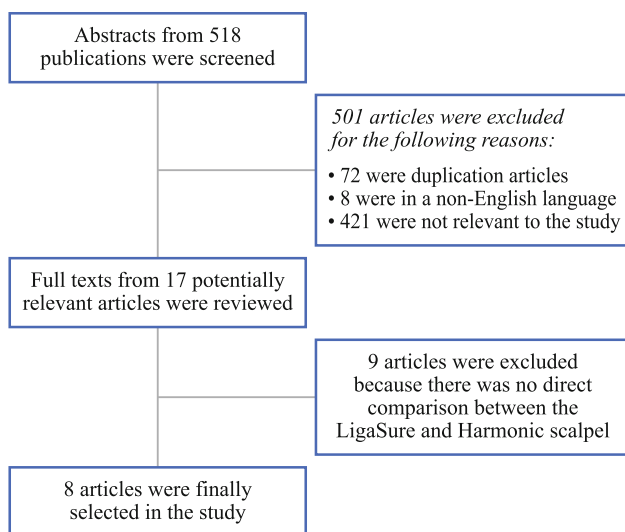 Abstracts from 518
publications were screened
501 articles were excluded
for the following reasons:
• 72 were duplication articles
• 8 were in a non-English language
• 421 were not relevant to the study
Full texts from 17 potentially
relevant articles were reviewed
9 articles were excluded
because there was no direct
comparison between the
LigaSure and Harmonic scalpel
8 articles were finally
selected in the study